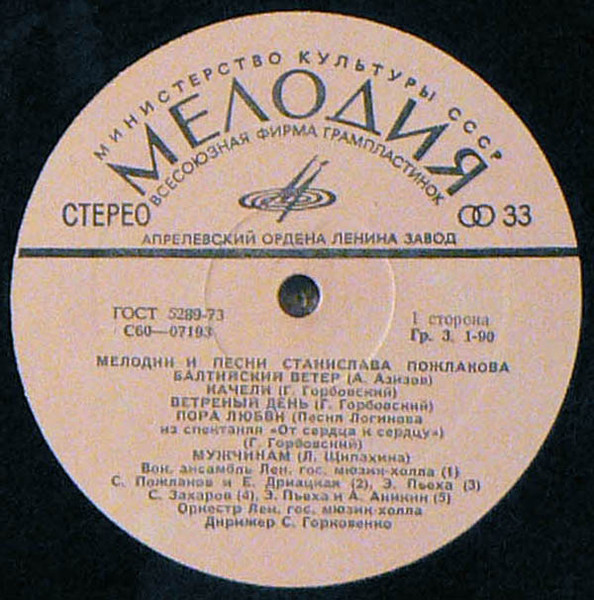 МИНИСТЕРСТВО КУЛЬТУРЫ СССР
МЕЛОДИЯ
ВСЕСОЮЗНАЯ ФИРМА ГРАМПЛАСТИНОК
СТЕРЕО
33
АПРЕЛЕВСКИЙ ОРДЕНА ЛЕНИНА ЗАВОД
ГОСТ 5289-73
С60—07193
1 сторона
Гр. 3. 1-90
МЕЛОДИИ И ПЕСНИ СТАНИСЛАВА ПОЖЛАКОВА
БАЛТИЙСКИЙ ВЕТЕР (А. Азизов)
КАЧЕЛИ (Г. Горбовский)
ВЕТРЕНЫЙ ДЕНЬ (Г. Горбовский)
ПОРА ЛЮБВИ (Песня Логинова
из спектакля «От сердца к сердцу»)
(Г. Горбовский)
МУЖЧИНАМ (Л. Щипахина)
Вок. ансамбль Лен. гос. мюзик-холла (1)
С. Пожлаков и Е. Дриацкая (2), Э. Пьеха (3)
С. Захаров (4), Э. Пьеха и А. Аникин (5)
Оркестр Лен. гос. мюзик-холла
Дирижер С. Горковенко